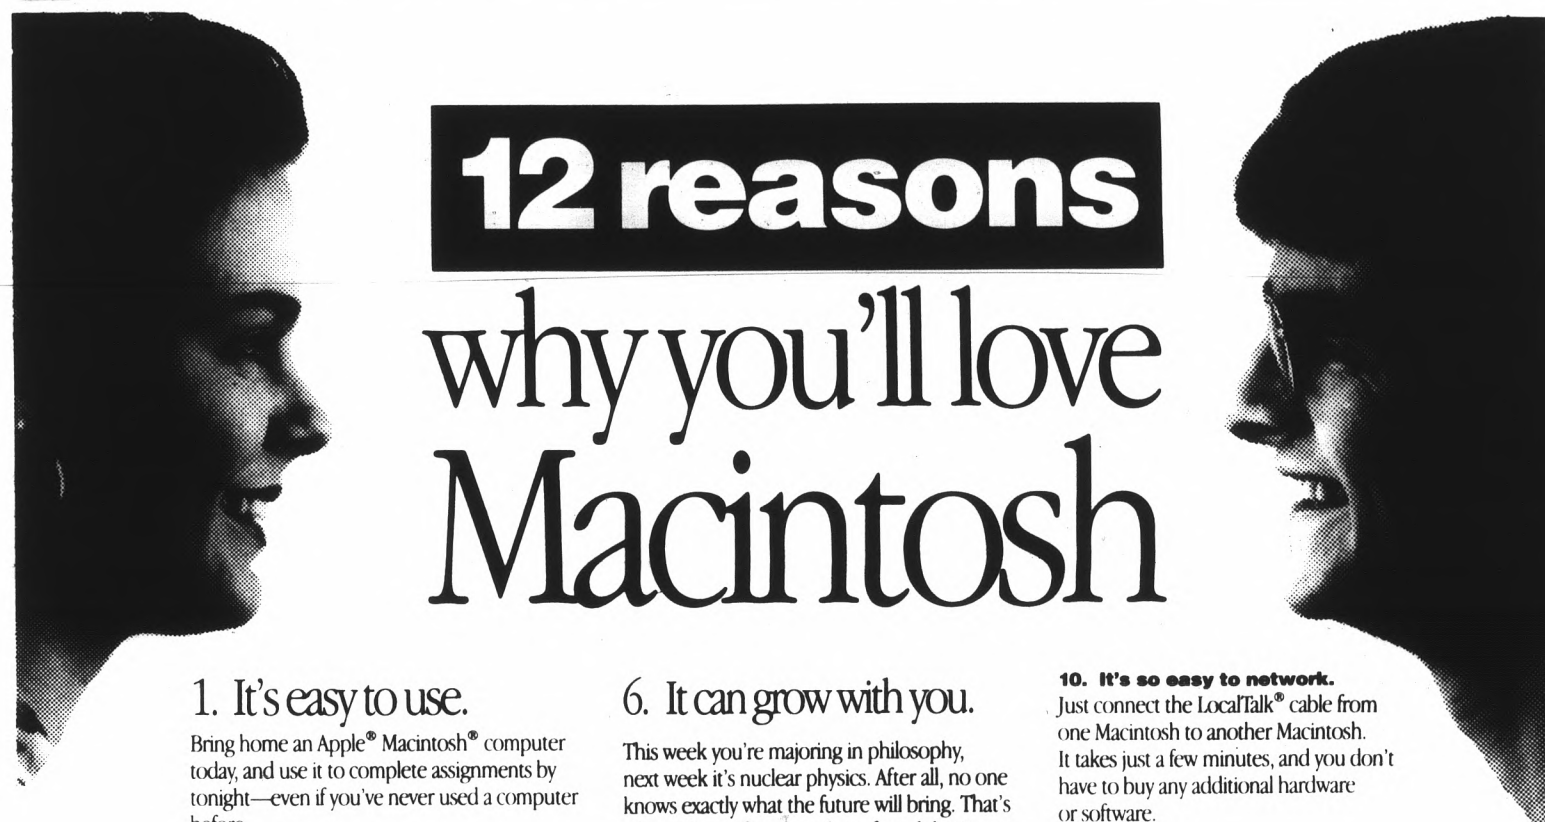 12 reasons
why you'll love
Macintosh
1. It's easy to use.
Bring home an Apple® Macintosh® computer
today, and use it to complete assignments by
tonight—even if you've never used a computer
6. It can grow with you.
This week you're majoring in philosophy,
next week it's nuclear physics. After all, no one
knows exactly what the future will bring. That's
10. It's so easy to network.
Just connect the LocalTalk® cable from
one Macintosh to another Macintosh.
It takes just a few minutes, and you don't
have to buy any additional hardware
or software.